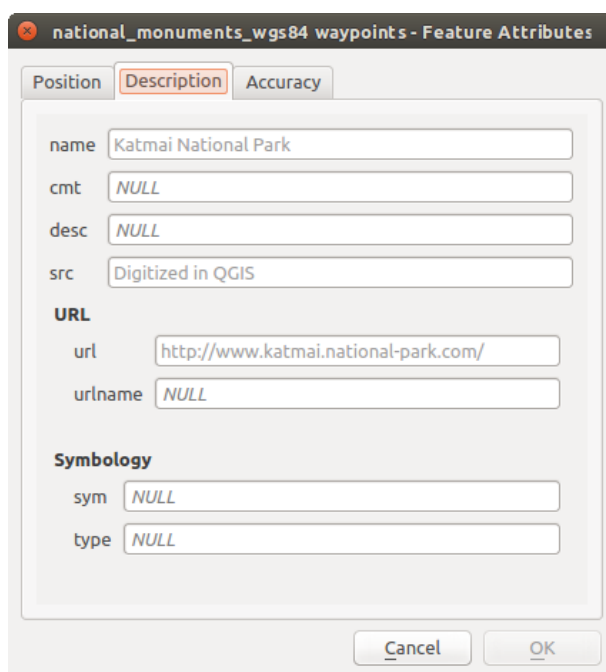 national_monuments_wgs84 waypoints - Feature Attributes
Position Description Accuracy
name Katmai National Park
cmt NULL
desc NULL
src Digitized in QGIS
URL
url http://www.katmai.national-park.com/
urlname NULL
Symbology
sym NULL
type NULL
Cancel OK